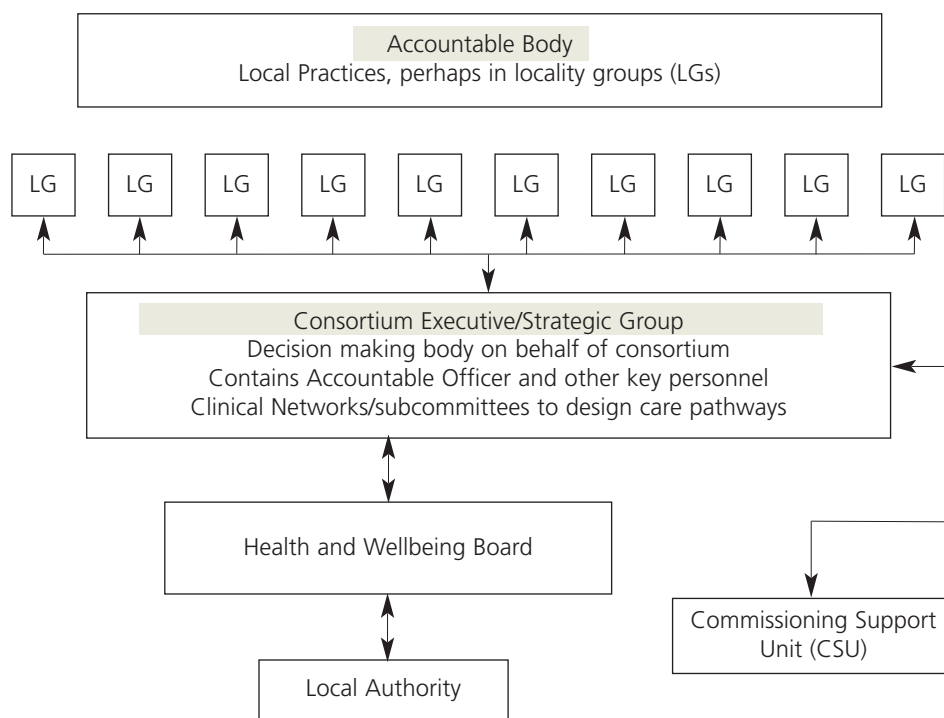 Accountable Body
Local Practices, perhaps in locality groups (LGs)
LG LG LG LG LG LG LG LG LG LG
Consortium Executive/Strategic Group
Decision making body on behalf of consortium
Contains Accountable Officer and other key personnel
Clinical Networks/subcommittees to design care pathways
Health and Wellbeing Board
Commissioning Support
Unit (CSU)
Local Authority